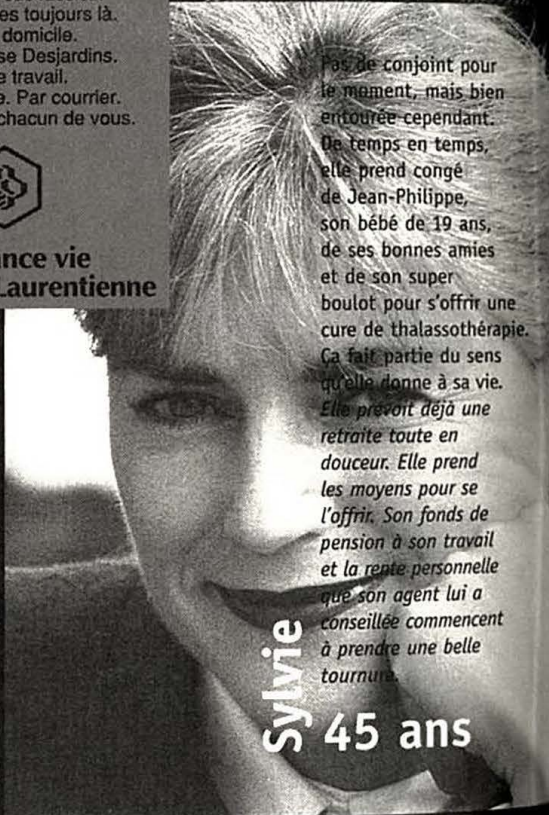 es toujours là.
domicile.
se Desjardins.
e travail.
e. Par courrier.
chacun de vous.
ance vie
Laurentienne
Pas de conjoint pour
le moment, mais bien
entourée cependant.
De temps en temps,
elle prend congé
de Jean-Philippe,
son bébé de 19 ans,
de ses bonnes amies
et de son super
boulot pour s'offrir une
cure de thalassothérapie.
Ça fait partie du sens
qu'elle donne à sa vie.
Elle prévoit déjà une
retraite toute en
douceur. Elle prend
les moyens pour se
l'offrir. Son fonds de
pension à son travail
et la rente personnelle
que son agent lui a
conseillée commencent
à prendre une belle
tournure.
Sylvie
45 ans